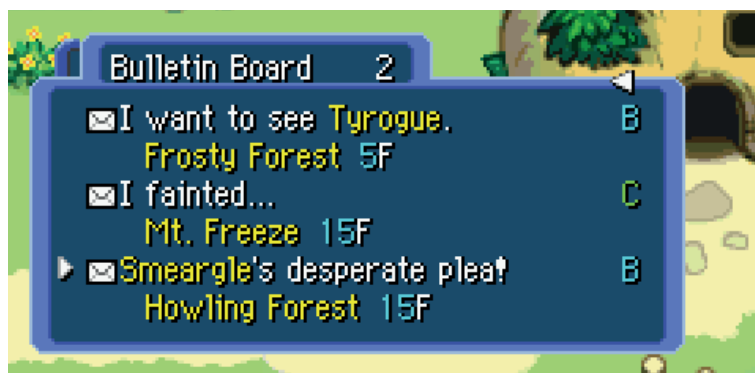 Bulletin Board 2
I want to see Tyrogue. B
Frosty Forest 5F
I fainted... C
Mt. Freeze 15F
Smeargle's desperate plea! B
Howling Forest 15F